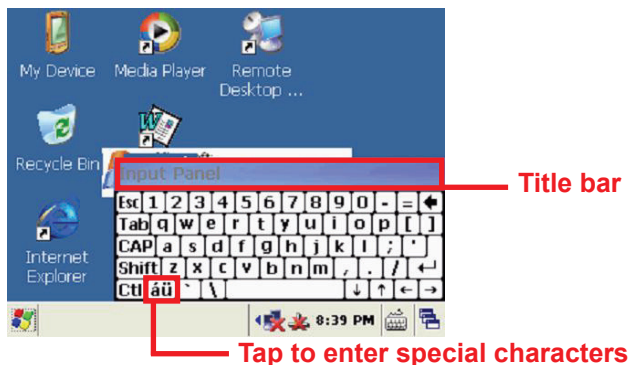 My Device Media Player Remote
Desktop ...
Recycle Bin
Input Panel
Title bar
Esc 1 2 3 4 5 6 7 8 9 0 - =
Tab q w e r t y u i o p [ ]
CAP a s d f g h j k l ; '
Shift z x c v b n m , . /
Internet
Explorer
Ctl áü ` \ ↓ ↑ ← →
8:39 PM
Tap to enter special characters